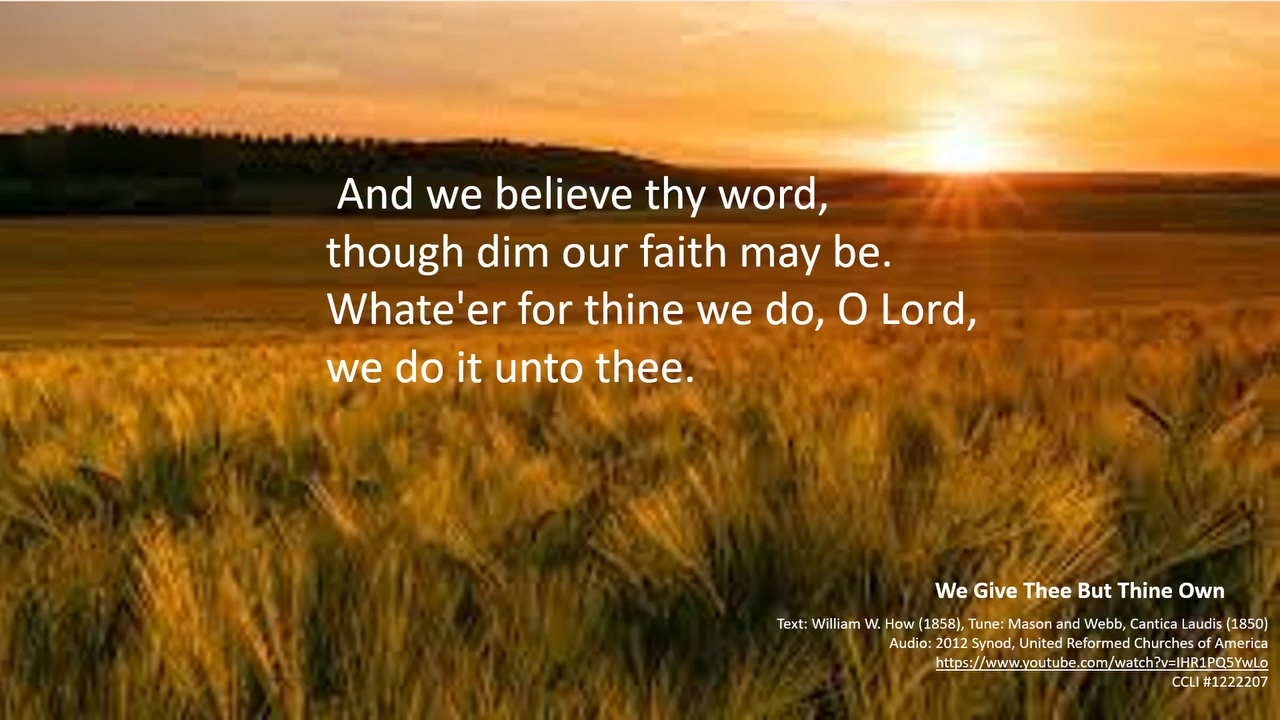 And we believe thy word,
though dim our faith may be.
Whate'er for thine we do, O Lord,
we do it unto thee.
We Give Thee But Thine Own
Text: William W. How (1858), Tune: Mason and Webb, Cantica Laudis (1850)
Audio: 2012 Synod, United Reformed Churches of America
https://www.youtube.com/watch?v=IHR1PQ5YwLo
CCLI #1222207